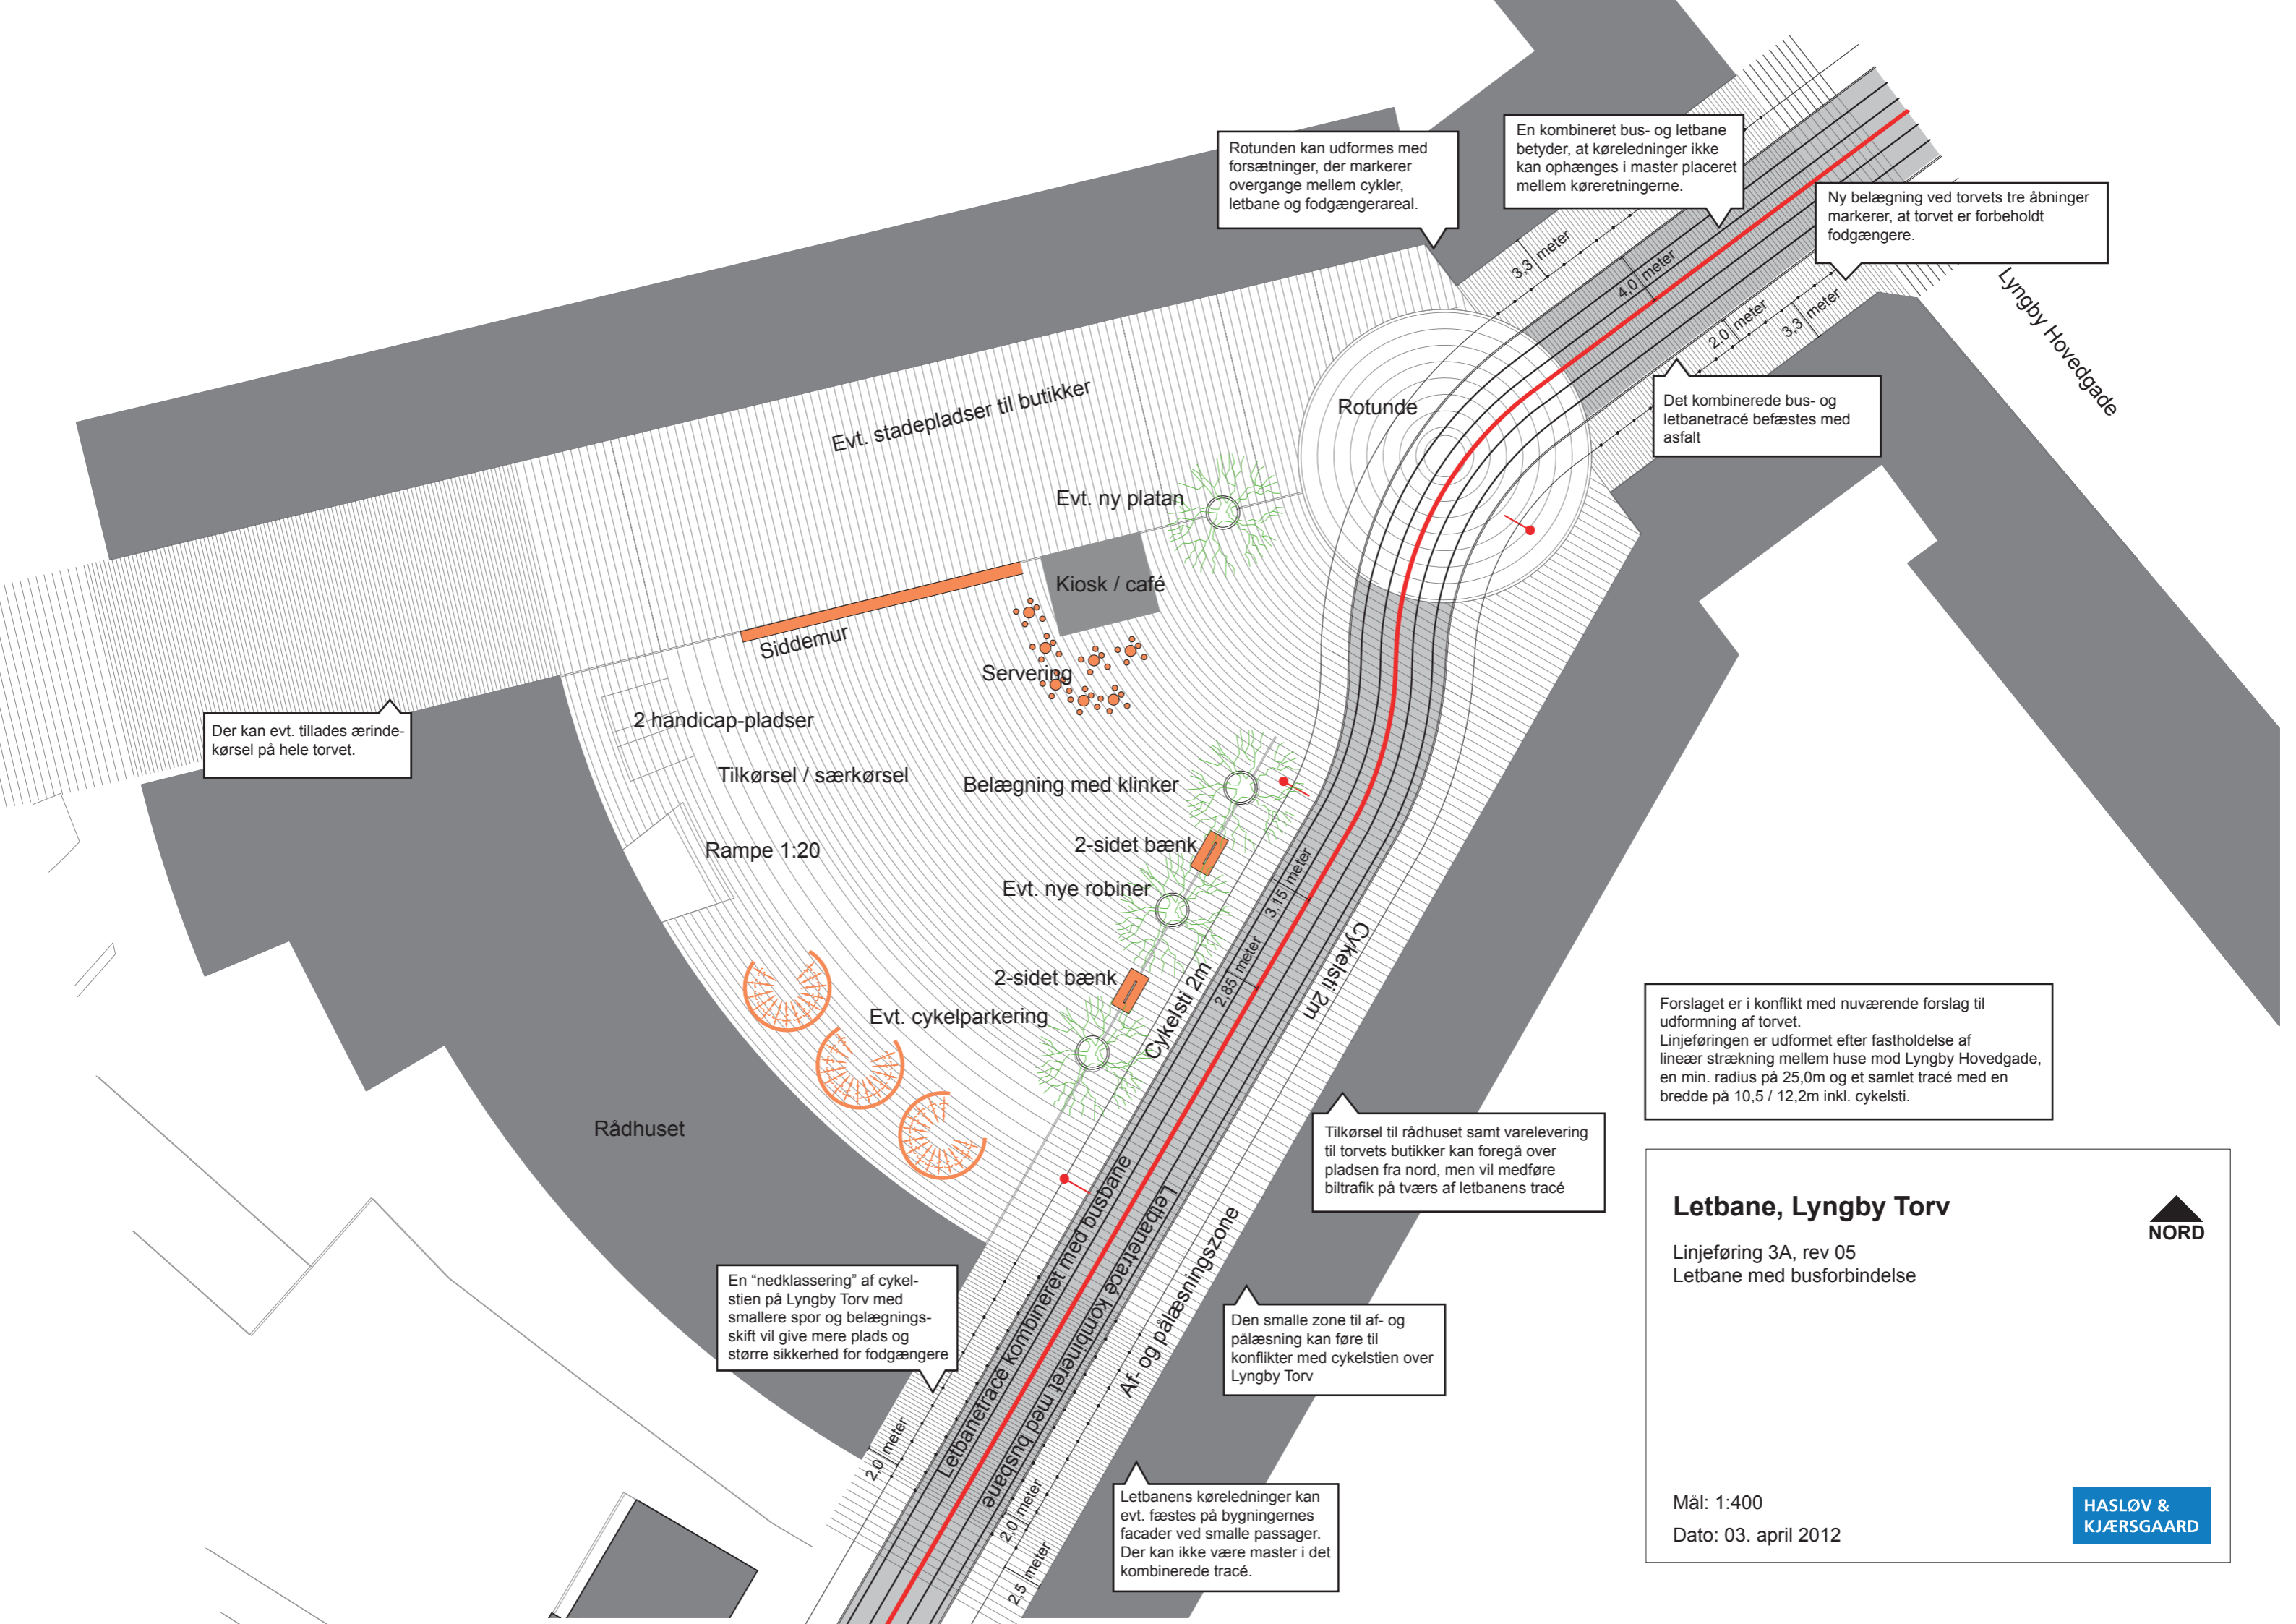 Rotunden kan udformes med
forsætninger, der markerer
overgange mellem cykler,
letbane og fodgængerareal.
En kombineret bus- og letbane
betyder, at køreledninger ikke
kan ophænges i master placeret
mellem køreretningerne.
Ny belægning ved torvets tre åbninger
markerer, at torvet er forbeholdt
fodgængere.
3,3 meter
4,0 meter
2,0 meter
3,3 meter
Lyngby Hovedgade
Det kombinerede bus- og
letbanetracé befæstes med
asfalt
Rotunde
Evt. stadepladser til butikker
Evt. ny platan
Kiosk / café
Siddemur
Servering
2 handicap-pladser
Der kan evt. tillades ærinde-
kørsel på hele torvet.
Tilkørsel / særkørsel
Belægning med klinker
Rampe 1:20
2-sidet bænk
Evt. nye robiner
3,15 meter
2,85 meter
2-sidet bænk
Evt. cykelparkering
Cykelsti 2m
Cykelsti 2m
Rådhuset
Forslaget er i konflikt med nuværende forslag til
udformning af torvet.
Linjeføringen er udformet efter fastholdelse af
lineær strækning mellem huse mod Lyngby Hovedgade,
en min. radius på 25,0m og et samlet tracé med en
bredde på 10,5 / 12,2m inkl. cykelsti.
Tilkørsel til rådhuset samt varelevering
til torvets butikker kan foregå over
pladsen fra nord, men vil medføre
biltrafik på tværs af letbanens tracé
Letbanetrace kombineret med busbane
Letbanetracé kombineret med busbane
Af- og pålæsningszone
En “nedklassering” af cykel-
stien på Lyngby Torv med
smallere spor og belægnings-
skift vil give mere plads og
større sikkerhed for fodgængere
Den smalle zone til af- og
pålæsning kan føre til
konflikter med cykelstien over
Lyngby Torv
2,0 meter
2,0 meter
2,5 meter
Letbanens køreledninger kan
evt. fæstes på bygningernes
facader ved smalle passager.
Der kan ikke være master i det
kombinerede tracé.
Letbane, Lyngby Torv
NORD
Linjeføring 3A, rev 05
Letbane med busforbindelse
Mål: 1:400
Dato: 03. april 2012
HASLØV &
KJÆRSGAARD